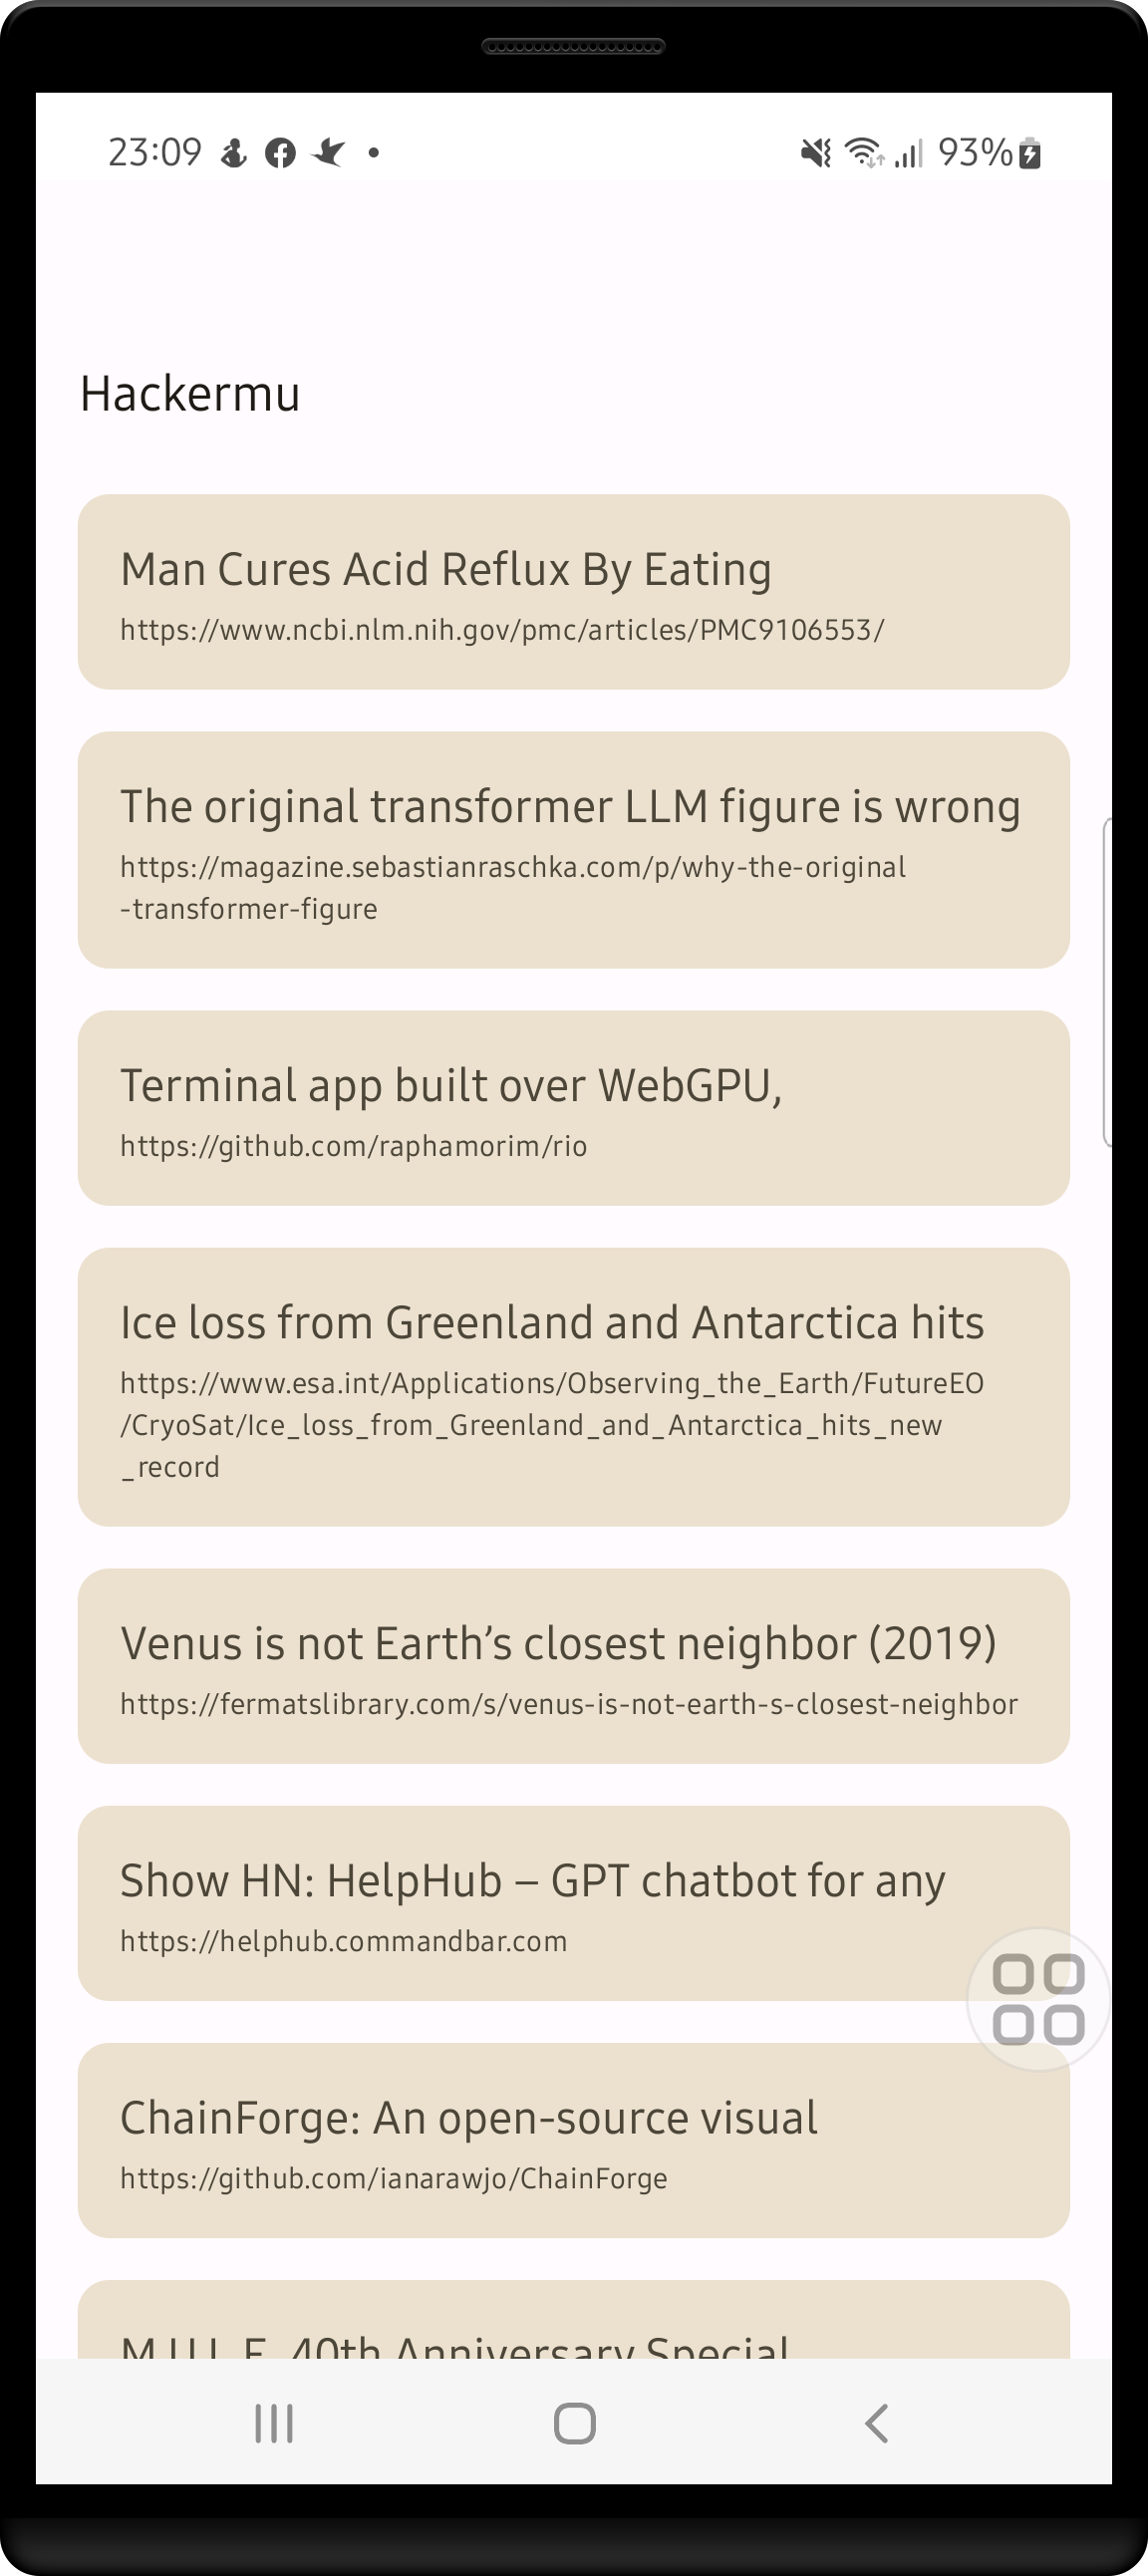 23:09
93%
Hackermu
Man Cures Acid Reflux By Eating
https://www.ncbi.nlm.nih.gov/pmc/articles/PMC9106553/
The original transformer LLM figure is wrong
https://magazine.sebastianraschka.com/p/why-the-original
-transformer-figure
Terminal app built over WebGPU,
https://github.com/raphamorim/rio
Ice loss from Greenland and Antarctica hits
https://www.esa.int/Applications/Observing_the_Earth/FutureEO
/CryoSat/Ice_loss_from_Greenland_and_Antarctica_hits_new
_record
Venus is not Earth’s closest neighbor (2019)
https://fermatslibrary.com/s/venus-is-not-earth-s-closest-neighbor
Show HN: HelpHub – GPT chatbot for any
https://helphub.commandbar.com
ChainForge: An open-source visual
https://github.com/ianarawjo/ChainForge
M.U.L.E. 40th Anniversary Special